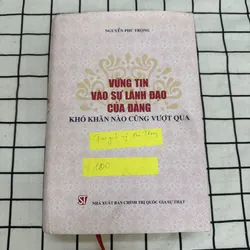 NGUYỄN PHÚ TRỌNG
VỮNG TIN
VÀO SỰ LÃNH ĐẠO
CỦA ĐẢNG
KHÓ KHĂN NÀO CŨNG VƯỢT QUA
NHÀ XUẤT BẢN CHÍNH TRỊ QUỐC GIA SỰ THẬT